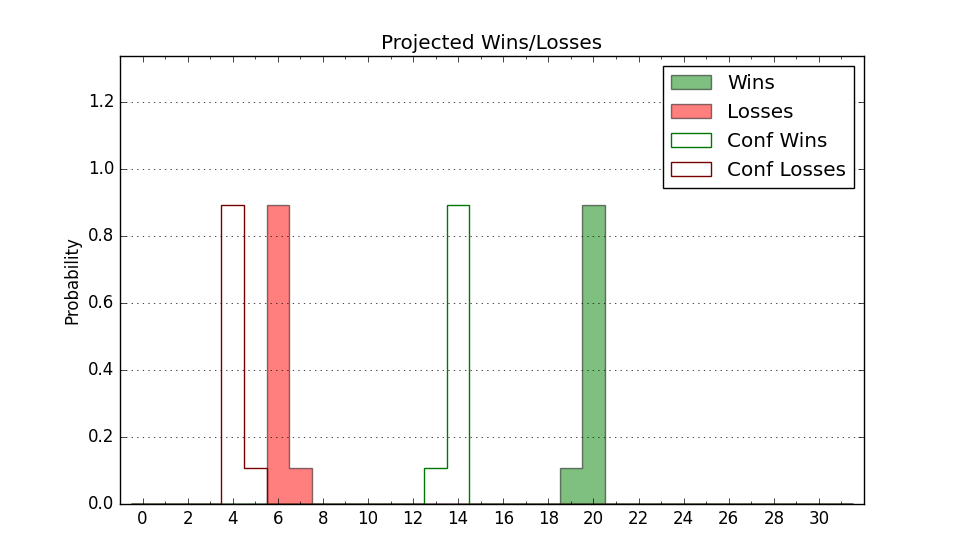 Projected Wins/Losses
Wins
Losses
Conf Wins
Conf Losses
Probability
1.2
1.0
0.8
0.6
0.4
0.2
0.0
0 2 4 6 8 10 12 14 16 18 20 22 24 26 28 30